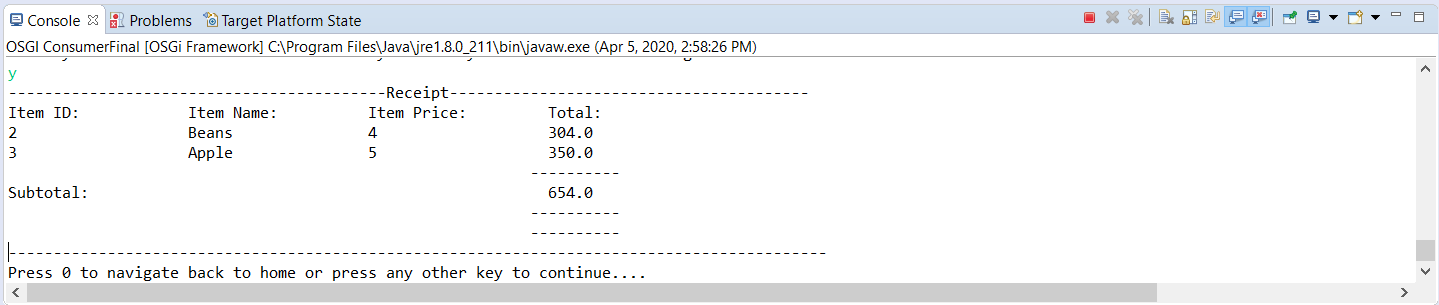 Console Problems Target Platform State
OSGI ConsumerFinal [OSGi Framework] C:\Program Files\Java\jre1.8.0_211\bin\javaw.exe (Apr 5, 2020, 2:58:26 PM)
y
------------------------------------------Receipt----------------------------------------
Item ID: Item Name: Item Price: Total:
2 Beans 4 304.0
3 Apple 5 350.0
----------
Subtotal: 654.0
----------
----------
-------------------------------------------------------------------------------------------
Press 0 to navigate back to home or press any other key to continue....